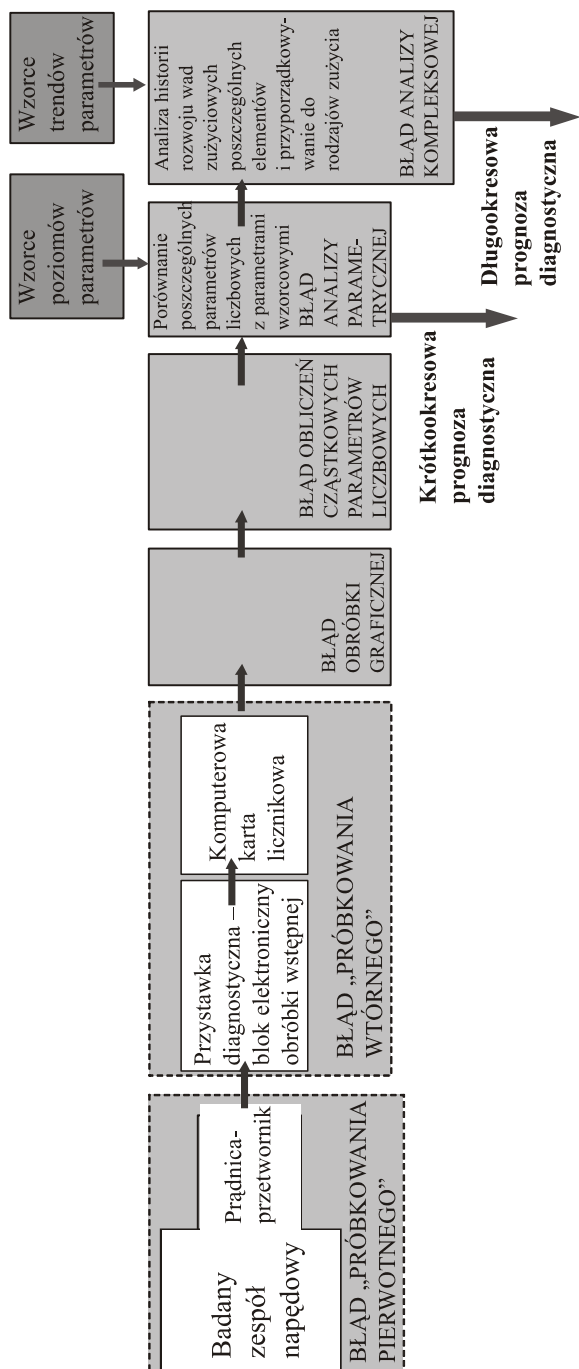 Badany
zespół
napędowy
Prądnica-
przetwornik
BŁĄD „PRÓBKOWANIA
PIERWOTNEGO”
Przystawka
diagnostyczna –
blok elektroniczny
obróbki wstępnej
Komputerowa
karta
licznikowa
BŁĄD „PRÓBKOWANIA
WTÓRNEGO”
BŁĄD
OBRÓBKI
GRAFICZNEJ
BŁĄD OBLICZEŃ
CZĄSTKOWYCH
PARAMETRÓW
LICZBOWYCH
Wzorce
poziomów
parametrów
Porównanie
poszczególnych
parametrów
liczbowych
z parametrami
wzorcowymi
BŁĄD
ANALIZY
PARAME-
TRYCZNEJ
Krótkookresowa
prognoza
diagnostyczna
Wzorce
trendów
parametrów
Analiza historii
rozwoju wad
zużyciowych
poszczególnych
elementów
i przyporządkowy-
wanie do
rodzajów zużycia
BŁĄD ANALIZY
KOMPLEKSOWEJ
Długookresowa
prognoza
diagnostyczna